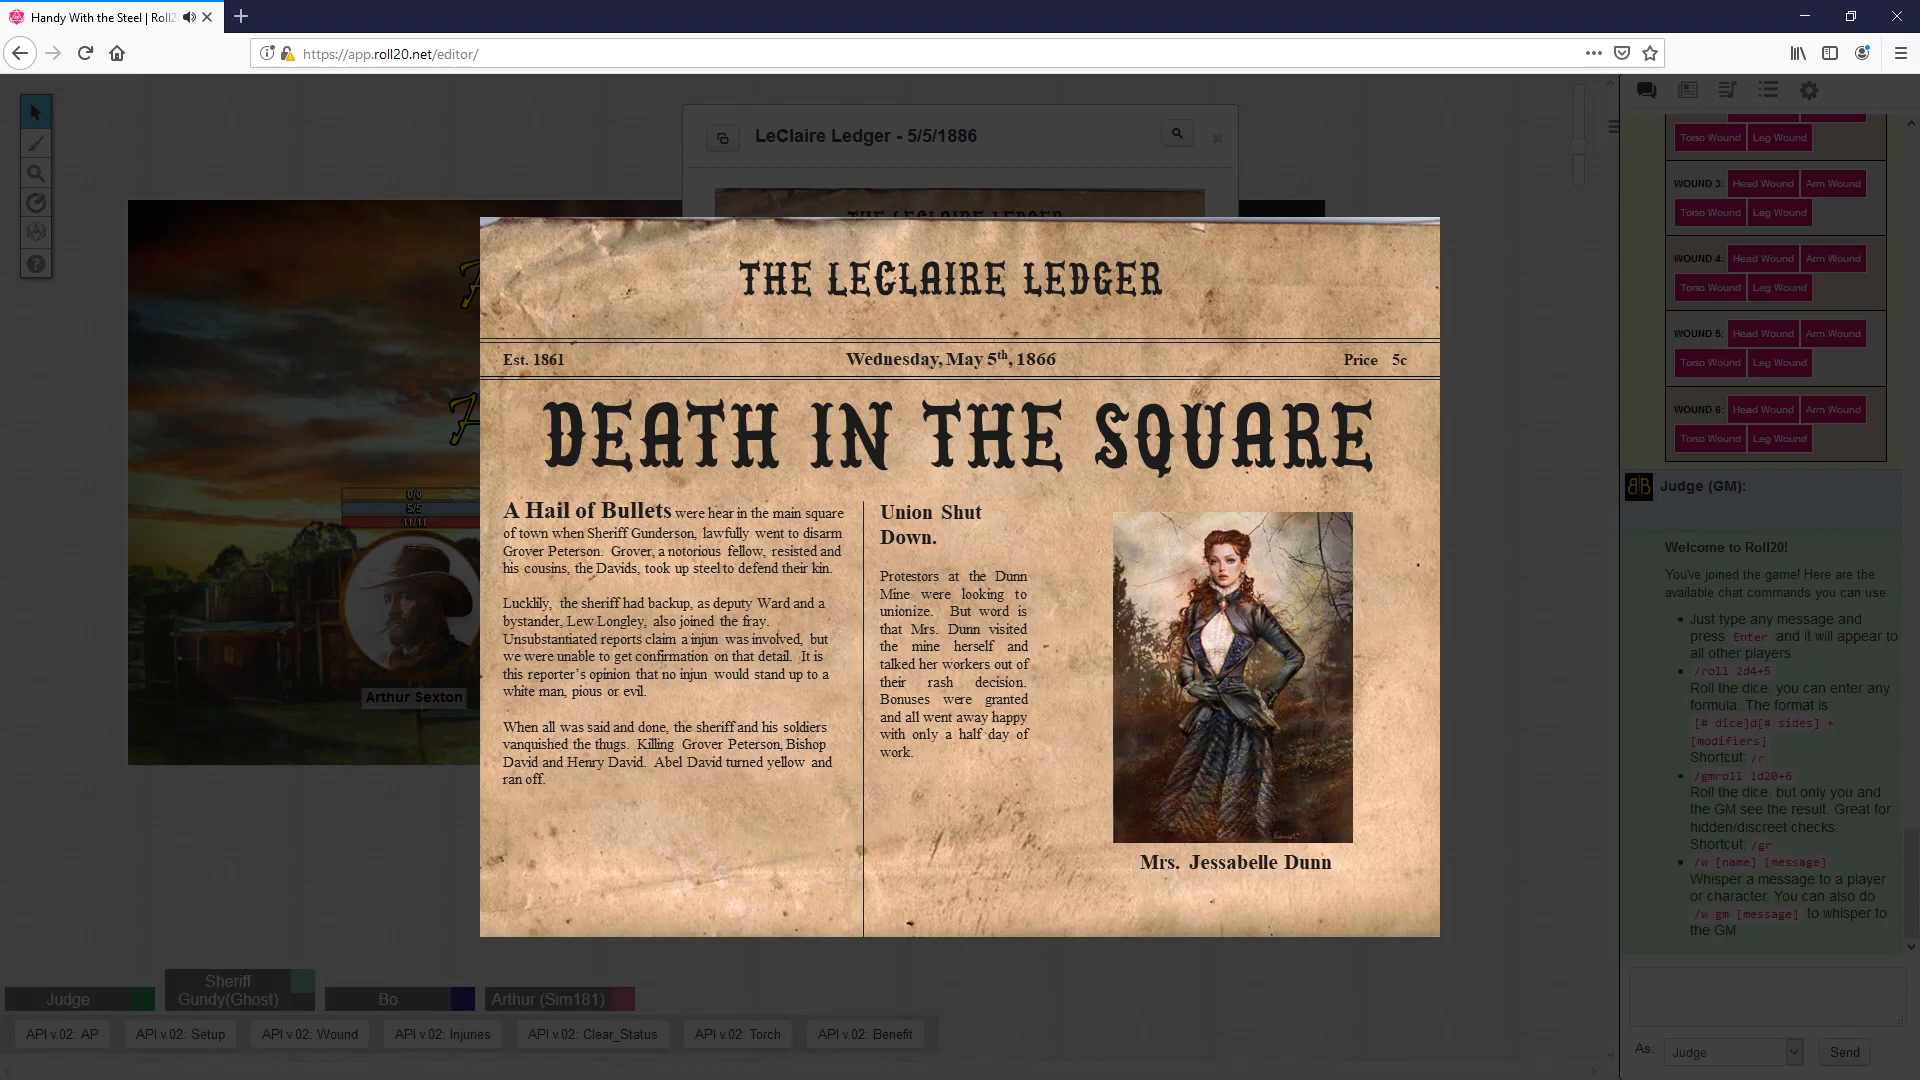 Handy With the Steel | Roll2
https://app.roll20.net/editor/
LeClaire Ledger - 5/5/1886
THE LECLAIRE LEDGER
THE LECLAIRE LEDGER
Est. 1861
Wednesday, May 5th, 1866
Price 5c
DEATH IN THE SQUARE
A Hail of Bullets were hear in the main square
of town when Sheriff Gunderson, lawfully went to disarm
Grover Peterson. Grover, a notorious fellow, resisted and
his cousins, the Davids, took up steel to defend their kin.
Lucklily, the sheriff had backup, as deputy Ward and a
bystander, Lew Longley, also joined the fray.
Unsubstantiated reports claim a injun was involved, but
we were unable to get confirmation on that detail. It is
this reporter's opinion that no injun would stand up to a
white man, pious or evil.
When all was said and done, the sheriff and his soldiers
vanquished the thugs. Killing Grover Peterson, Bishop
David and Henry David. Abel David turned yellow and
ran off.
Union Shut
Down.
Protestors at the Dunn
Mine were looking to
unionize. But word is
that Mrs. Dunn visited
the mine herself and
talked her workers out of
their rash decision.
Bonuses were granted
and all went away happy
with only a half day of
work.
Mrs. Jessabelle Dunn
0/0
5/5
11/11
Arthur Sexton
Torso Wound Leg Wound
WOUND 3: Head Wound Arm Wound
Torso Wound Leg Wound
WOUND 4: Head Wound Arm Wound
Torso Wound Leg Wound
WOUND 5: Head Wound Arm Wound
Torso Wound Leg Wound
WOUND 6: Head Wound Arm Wound
Torso Wound Leg Wound
Judge (GM):
Welcome to Roll20!
You've joined the game! Here are the
available chat commands you can use:
Just type any message and
press Enter and it will appear to
all other players.
/roll 2d4+5
Roll the dice, you can enter any
formula. The format is:
[# dice]d[# sides] +
[modifiers]
Shortcut: /r
/gmroll 1d20+6
Roll the dice, but only you and
the GM see the result. Great for
hidden/discreet checks.
Shortcut: /gr
/w [name] [message]
Whisper a message to a player
or character. You can also do
/w gm [message] to whisper to
the GM
As: Judge Send
Judge
Sheriff
Gundy(Ghost)
Bo
Arthur (Sim181)
API v.02: AP
API v.02: Setup
API v.02: Wound
API v.02: Injuries
API v.02: Clear_Status
API v.02: Torch
API v.02: Benefit